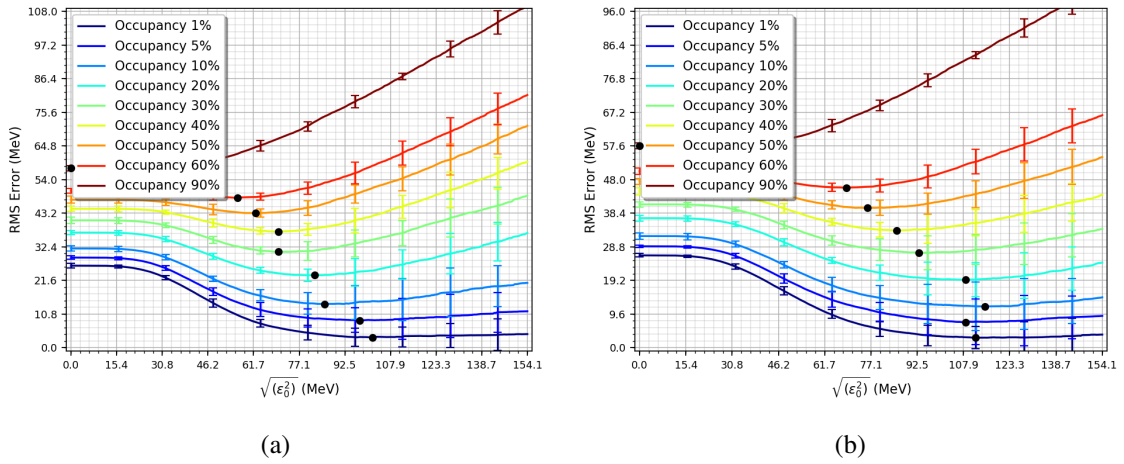 108.0
97.2
86.4
75.6
64.8
54.0
43.2
32.4
21.6
10.8
0.0
RMS Error (MeV)
Occupancy 1%
Occupancy 5%
Occupancy 10%
Occupancy 20%
Occupancy 30%
Occupancy 40%
Occupancy 50%
Occupancy 60%
Occupancy 90%
0.0 15.4 30.8 46.2 61.7 77.1 92.5 107.9 123.3 138.7 154.1
√(ε₀²) (MeV)
(a)
96.0
86.4
76.8
67.2
57.6
48.0
38.4
28.8
19.2
9.6
0.0
RMS Error (MeV)
Occupancy 1%
Occupancy 5%
Occupancy 10%
Occupancy 20%
Occupancy 30%
Occupancy 40%
Occupancy 50%
Occupancy 60%
Occupancy 90%
0.0 15.4 30.8 46.2 61.7 77.1 92.5 107.9 123.3 138.7 154.1
√(ε₀²) (MeV)
(b)